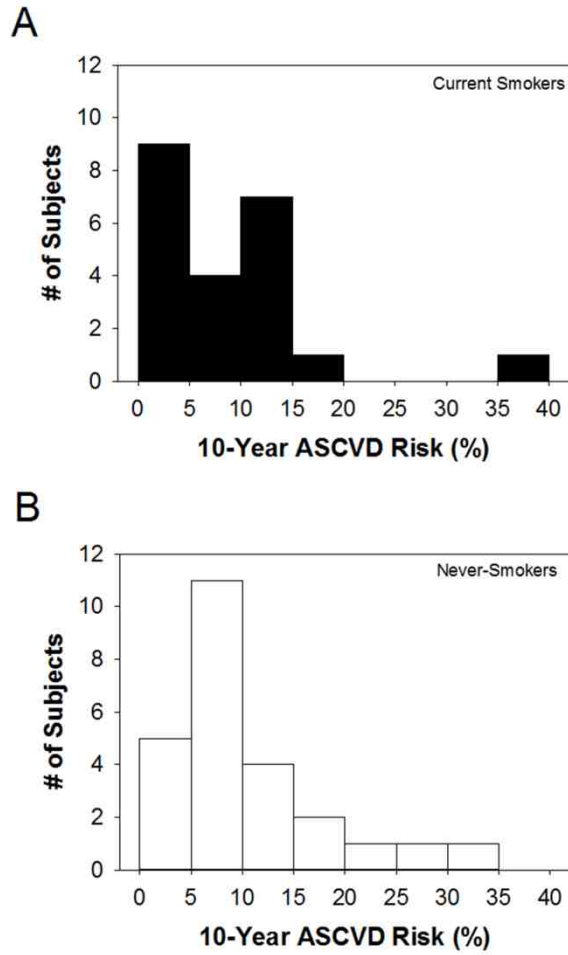 A
Current Smokers
# of Subjects
12
10
8
6
4
2
0
0 5 10 15 20 25 30 35 40
10-Year ASCVD Risk (%)
B
Never-Smokers
# of Subjects
12
10
8
6
4
2
0
0 5 10 15 20 25 30 35 40
10-Year ASCVD Risk (%)